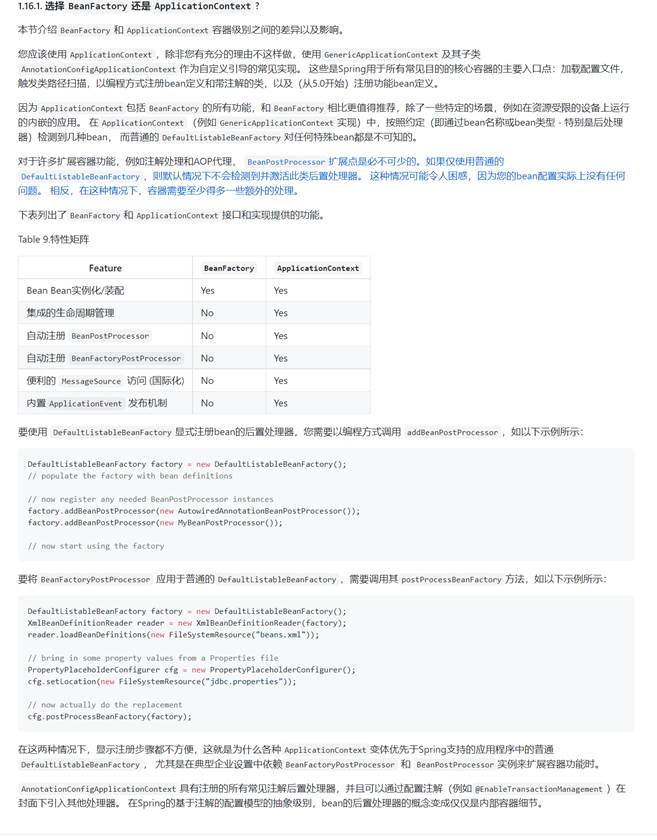 1.16.1. 选择 BeanFactory 还是 ApplicationContext ?
本节介绍 BeanFactory 和 ApplicationContext 容器级别之间的差异以及影响。
您应该使用 ApplicationContext ，除非您有充分的理由不这样做，使用 GenericApplicationContext 及其子类
AnnotationConfigApplicationContext 作为自定义引导的常见实现。 这些是Spring用于所有常见目的的核心容器的主要入口点：加载配置文件，
触发类路径扫描，以编程方式注册bean定义和带注解的类，以及（从5.0开始）注册功能bean定义。
因为 ApplicationContext 包括 BeanFactory 的所有功能，和 BeanFactory 相比更值得推荐，除了一些特定的场景，例如在资源受限的设备上运行
的内嵌的应用。 在 ApplicationContext （例如 GenericApplicationContext 实现）中，按照约定（即通过bean名称或bean类型 - 特别是后处理
器）检测到几种bean， 而普通的 DefaultListableBeanFactory 对任何特殊bean都是不可知的。
对于许多扩展容器功能，例如注解处理和AOP代理， BeanPostProcessor 扩展点是必不可少的。如果仅使用普通的
DefaultListableBeanFactory ，则默认情况下不会检测到并激活此类后置处理器。 这种情况可能令人困惑，因为您的bean配置实际上没有任何
问题。 相反，在这种情况下，容器需要至少得多一些额外的处理。
下表列出了 BeanFactory 和 ApplicationContext 接口和实现提供的功能。
Table 9.特性矩阵
Feature BeanFactory ApplicationContext
Bean Bean实例化/装配 Yes Yes
集成的生命周期管理 No Yes
自动注册 BeanPostProcessor No Yes
自动注册 BeanFactoryPostProcessor No Yes
便利的 MessageSource 访问 (国际化) No Yes
内置 ApplicationEvent 发布机制 No Yes
要使用 DefaultListableBeanFactory 显式注册bean的后置处理器，您需要以编程方式调用 addBeanPostProcessor ，如以下示例所示：
DefaultListableBeanFactory factory = new DefaultListableBeanFactory();
// populate the factory with bean definitions
// now register any needed BeanPostProcessor instances
factory.addBeanPostProcessor(new AutowiredAnnotationBeanPostProcessor());
factory.addBeanPostProcessor(new MyBeanPostProcessor());
// now start using the factory
要将 BeanFactoryPostProcessor 应用于普通的 DefaultListableBeanFactory ，需要调用其 postProcessBeanFactory 方法，如以下示例所示：
DefaultListableBeanFactory factory = new DefaultListableBeanFactory();
XmlBeanDefinitionReader reader = new XmlBeanDefinitionReader(factory);
reader.loadBeanDefinitions(new FileSystemResource("beans.xml"));
// bring in some property values from a Properties file
PropertyPlaceholderConfigurer cfg = new PropertyPlaceholderConfigurer();
cfg.setLocation(new FileSystemResource("jdbc.properties"));
// now actually do the replacement
cfg.postProcessBeanFactory(factory);
在这两种情况下，显示注册步骤都不方便，这就是为什么各种 ApplicationContext 变体优先于Spring支持的应用程序中的普通
DefaultListableBeanFactory ， 尤其是在典型企业设置中依赖 BeanFactoryPostProcessor 和 BeanPostProcessor 实例来扩展容器功能时。
AnnotationConfigApplicationContext 具有注册的所有常见注解后置处理器，并且可以通过配置注解（例如 @EnableTransactionManagement ）在
封面下引入其他处理器。 在Spring的基于注解的配置模型的抽象级别，bean的后置处理器的概念变成仅仅是内部容器细节。